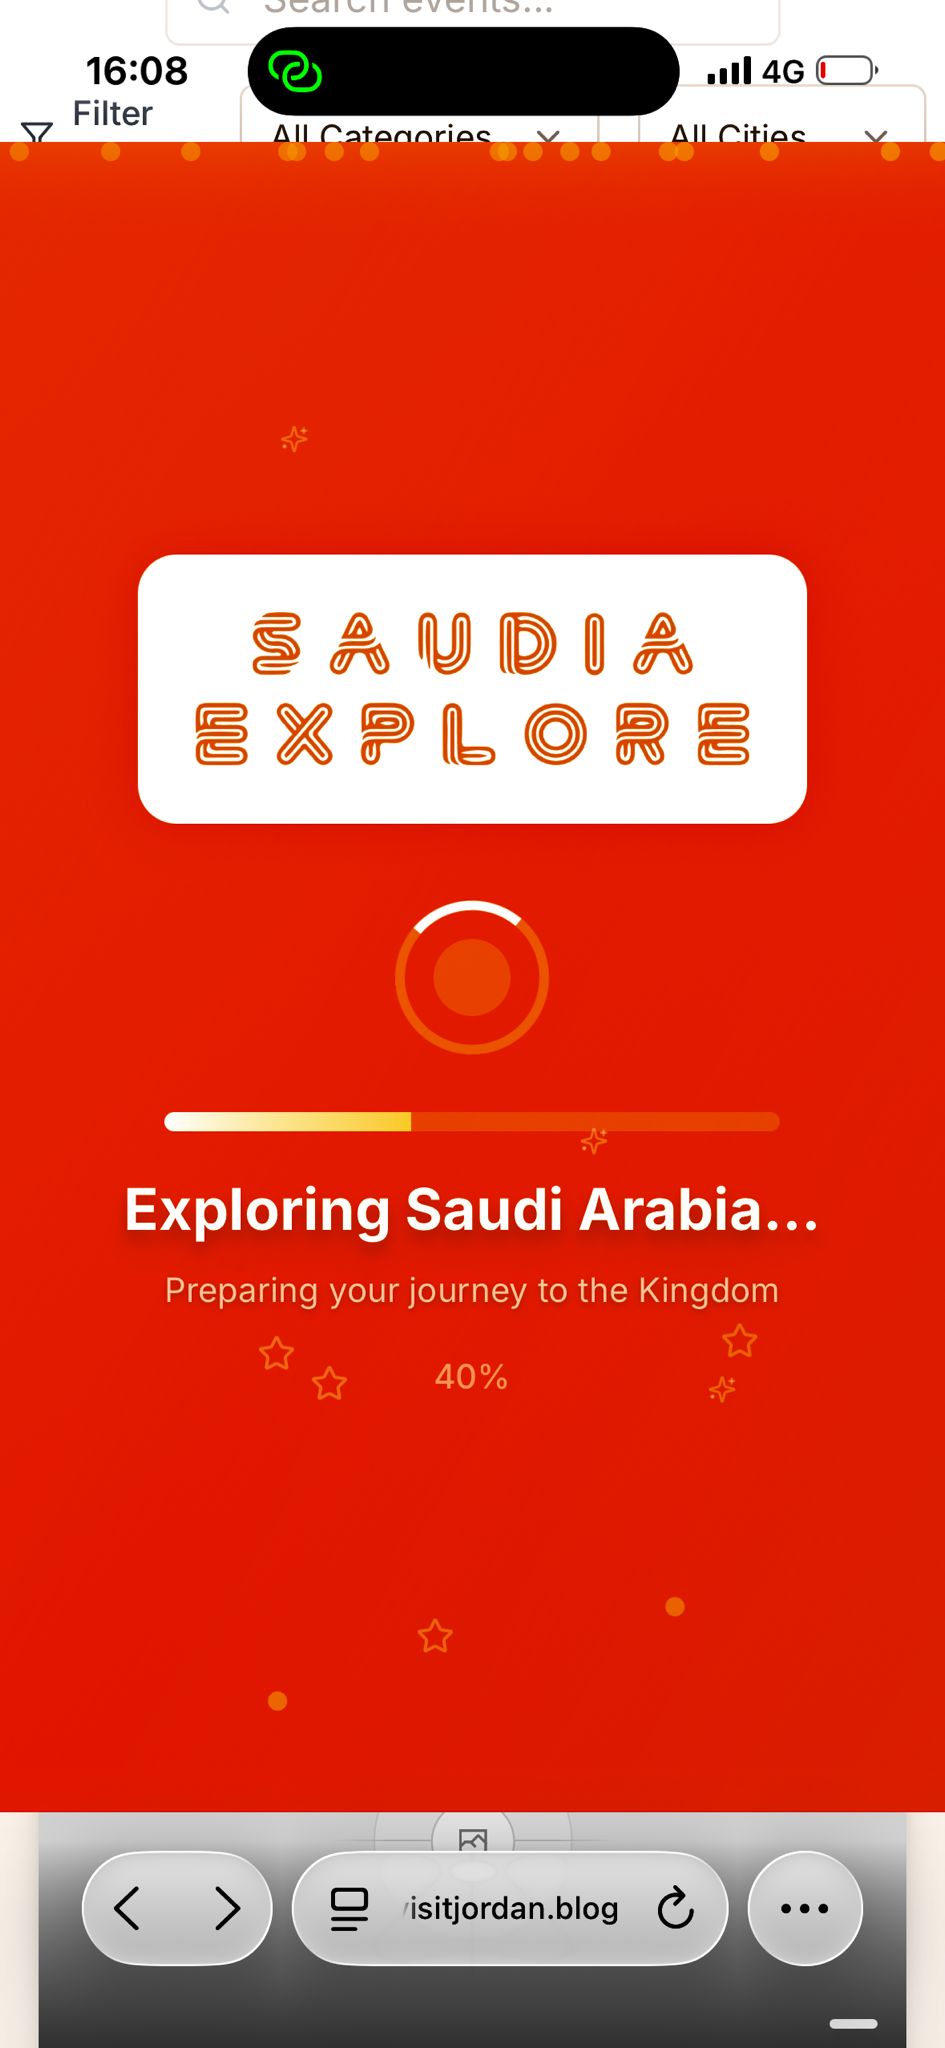 Search events...
16:08
4G
Filter
All Categories
All Cities
SAUDIA
EXPLORE
Exploring Saudi Arabia...
Preparing your journey to the Kingdom
40%
visitjordan.blog